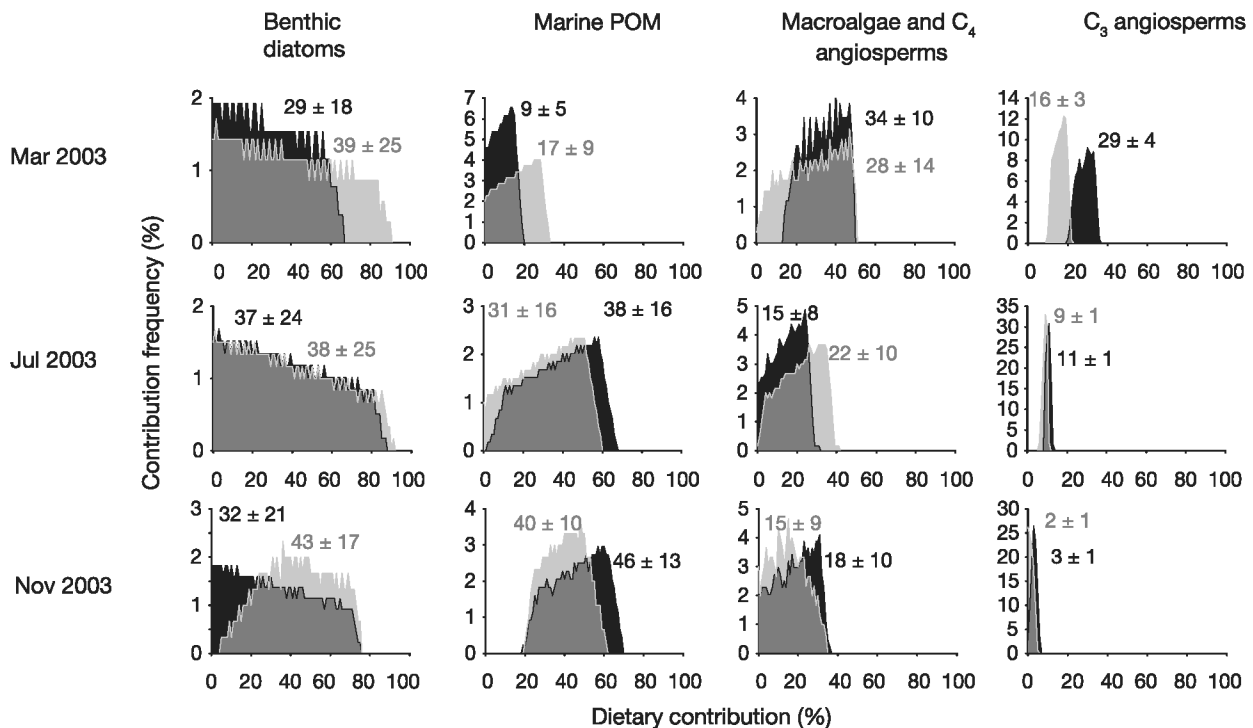 Benthic
diatoms
Marine POM
Macroalgae and C4
angiosperms
C3 angiosperms
Mar 2003
Jul 2003
Nov 2003
Contribution frequency (%)
2
1
0
0 20 40 60 80 100
29 ± 18
39 ± 25
7
6
5
4
3
2
1
0
0 20 40 60 80 100
9 ± 5
17 ± 9
4
3
2
1
0
0 20 40 60 80 100
34 ± 10
28 ± 14
14
12
10
8
6
4
2
0
0 20 40 60 80 100
16 ± 3
29 ± 4
2
1
0
0 20 40 60 80 100
37 ± 24
38 ± 25
3
2
1
0
0 20 40 60 80 100
31 ± 16
38 ± 16
5
4
3
2
1
0
0 20 40 60 80 100
15 ± 8
22 ± 10
35
30
25
20
15
10
5
0
0 20 40 60 80 100
9 ± 1
11 ± 1
3
2
1
0
0 20 40 60 80 100
32 ± 21
43 ± 17
4
3
2
1
0
0 20 40 60 80 100
40 ± 10
46 ± 13
5
4
3
2
1
0
0 20 40 60 80 100
15 ± 9
18 ± 10
30
25
20
15
10
5
0
0 20 40 60 80 100
2 ± 1
3 ± 1
Dietary contribution (%)